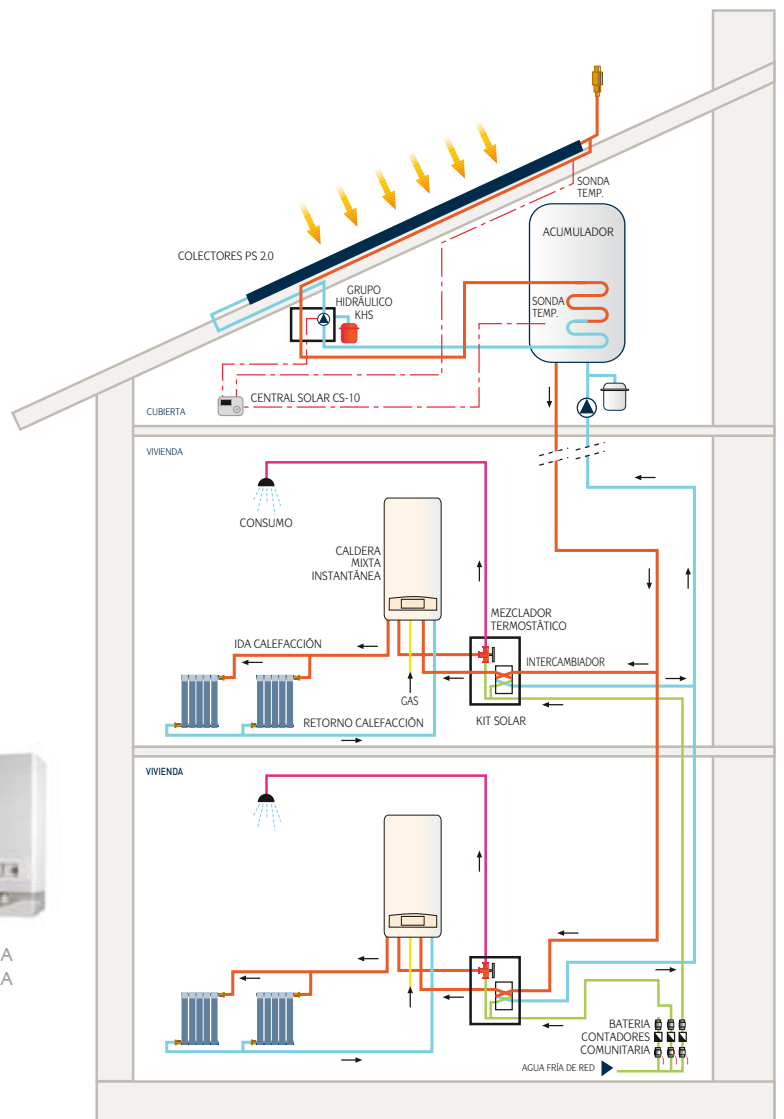 SONDA
TEMP.
ACUMULADOR
COLECTORES PS 2.0
GRUPO
HIDRÁULICO
KHS
SONDA
TEMP.
CENTRAL SOLAR CS-10
CUBIERTA
VIVIENDA
CONSUMO
CALDERA
MIXTA
INSTANTÁNEA
MEZCLADOR
TERMOSTÁTICO
IDA CALEFACCIÓN
INTERCAMBIADOR
GAS
RETORNO CALEFACCIÓN
KIT SOLAR
VIVIENDA
A
A
BATERIA
CONTADORES
COMUNITARIA
AGUA FRÍA DE RED